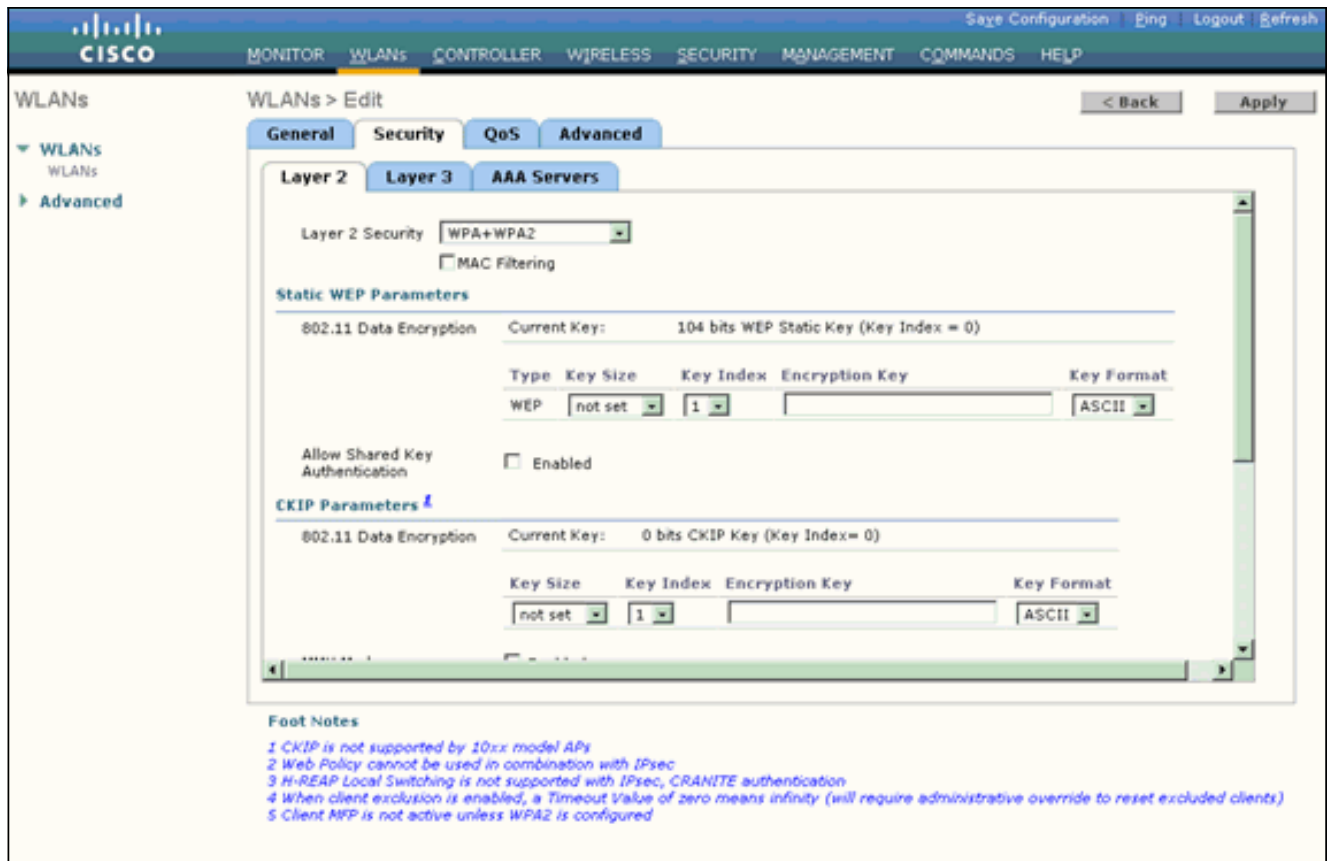 Save Configuration Ping Logout Refresh
CISCO
MONITOR WLANs CONTROLLER WIRELESS SECURITY MANAGEMENT COMMANDS HELP
WLANs
WLANs > Edit
< Back Apply
General Security QoS Advanced
WLANs
WLANs
Advanced
Layer 2 Layer 3 AAA Servers
Layer 2 Security WPA+WPA2
MAC Filtering
Static WEP Parameters
802.11 Data Encryption Current Key: 104 bits WEP Static Key (Key Index = 0)
Type Key Size Key Index Encryption Key Key Format
WEP not set 1 ASCII
Allow Shared Key
Authentication
Enabled
CKIP Parameters 1
802.11 Data Encryption Current Key: 0 bits CKIP Key (Key Index= 0)
Key Size Key Index Encryption Key Key Format
not set 1 ASCII
Foot Notes
1 CKIP is not supported by 10xx model APs
2 Web Policy cannot be used in combination with IPsec
3 H-REAP Local Switching is not supported with IPsec, CRANITE authentication
4 When client exclusion is enabled, a Timeout Value of zero means infinity (will require administrative override to reset excluded clients)
5 Client MFP is not active unless WPA2 is configured